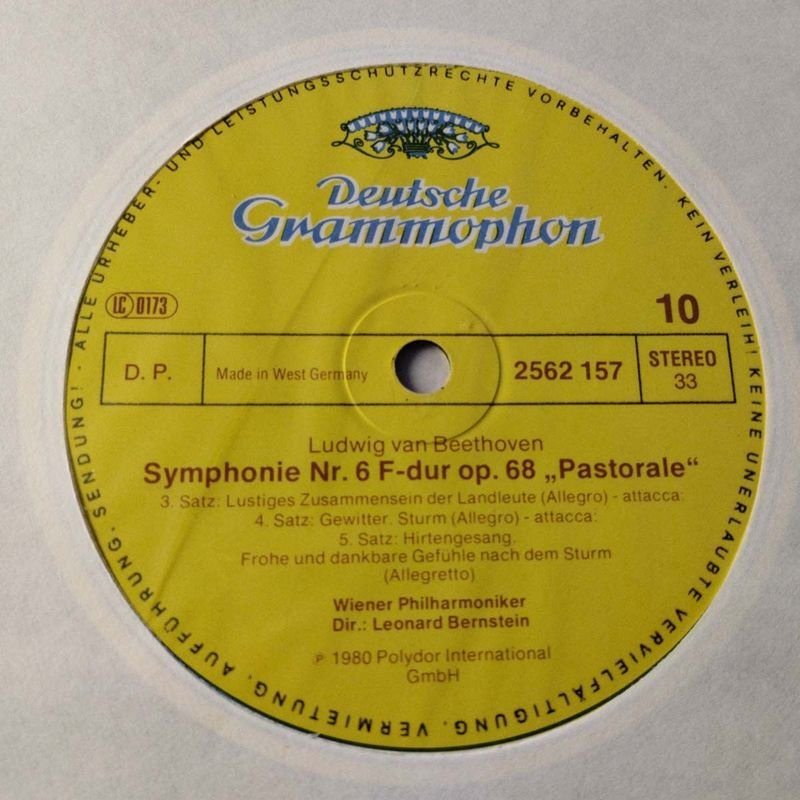 ALLE URHEBER- UND LEISTUNGSSCHUTZRECHTE VORBEHALTEN. KEIN VERLEIH! KEINE UNERLAUBTE VERVIELFÄLTIGUNG, VERMIETUNG, AUFFÜHRUNG, SENDUNG!
Deutsche
Grammophon
LC 0173
10
D. P.
Made in West Germany
2562 157
STEREO
33
Ludwig van Beethoven
Symphonie Nr. 6 F-dur op. 68 „Pastorale“
3. Satz: Lustiges Zusammensein der Landleute (Allegro) - attacca:
4. Satz: Gewitter. Sturm (Allegro) - attacca:
5. Satz: Hirtengesang.
Frohe und dankbare Gefühle nach dem Sturm
(Allegretto)
Wiener Philharmoniker
Dir.: Leonard Bernstein
℗ 1980 Polydor International
GmbH